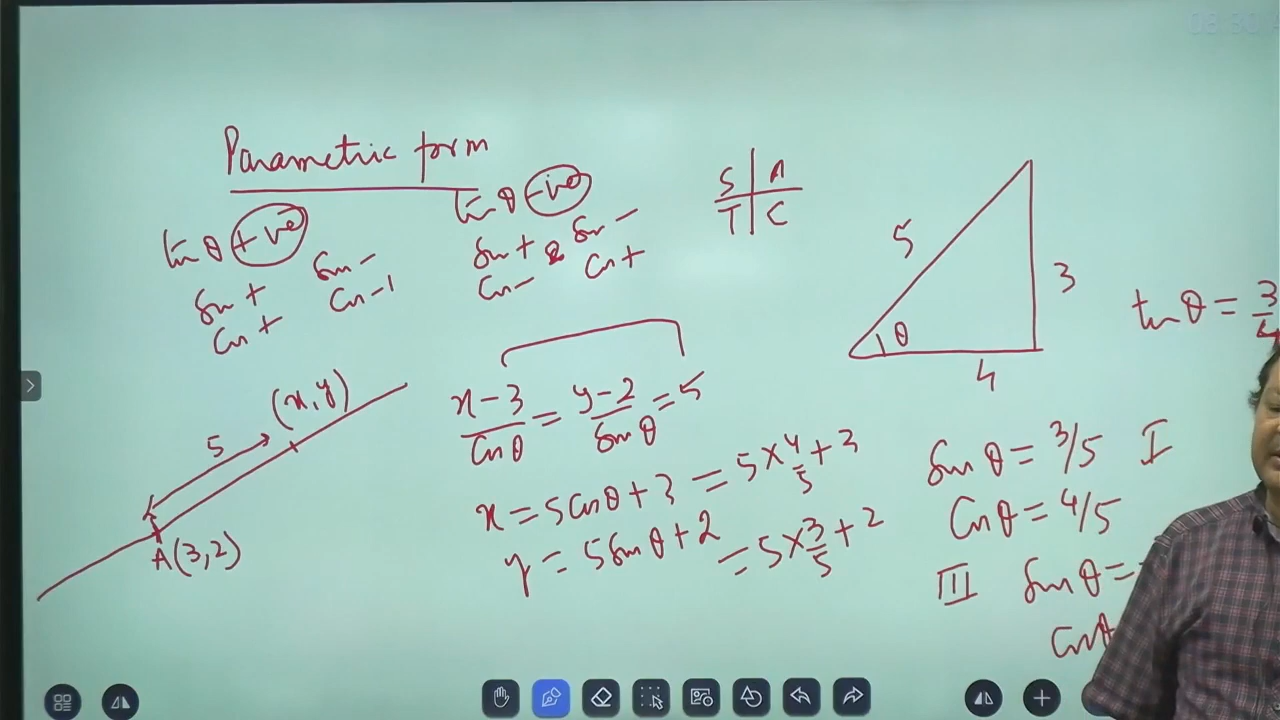 Parametric form
tan θ +ve
sin + sin -
cos + cos -1
tan θ -ve
sin + & sin -
cos - cos +
S A
T C
5
3
θ
4
tan θ = 3/4
(x, y)
5
A(3,2)
x-3/cos θ = y-2/sin θ = 5
x = 5 cos θ + 3 = 5 × 4/5 + 3
y = 5 sin θ + 2 = 5 × 3/5 + 2
sin θ = 3/5 I
cos θ = 4/5
III sin θ = -
cos θ